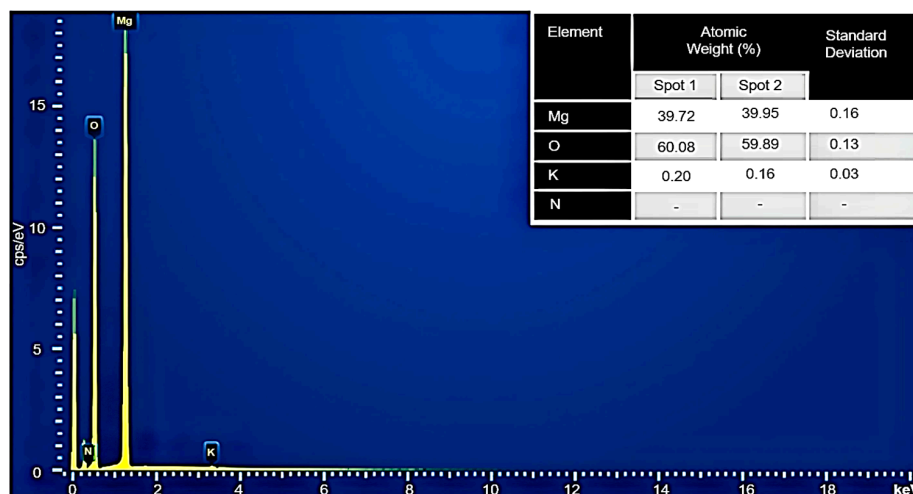 Element Atomic Weight (%) Standard Deviation
Spot 1 Spot 2
Mg 39.72 39.95 0.16
O 60.08 59.89 0.13
K 0.20 0.16 0.03
N - - -
Mg
O
N
K
cps/eV
15
10
5
0
0 2 4 6 8 10 12 14 16 18 keV